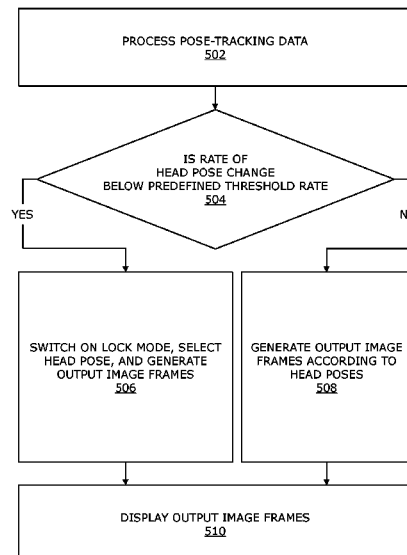 PROCESS POSE-TRACKING DATA
502
IS RATE OF
HEAD POSE CHANGE
BELOW PREDEFINED THRESHOLD RATE
504
YES
N
SWITCH ON LOCK MODE, SELECT
HEAD POSE, AND GENERATE
OUTPUT IMAGE FRAMES
506
GENERATE OUTPUT IMAGE
FRAMES ACCORDING TO
HEAD POSES
508
DISPLAY OUTPUT IMAGE FRAMES
510